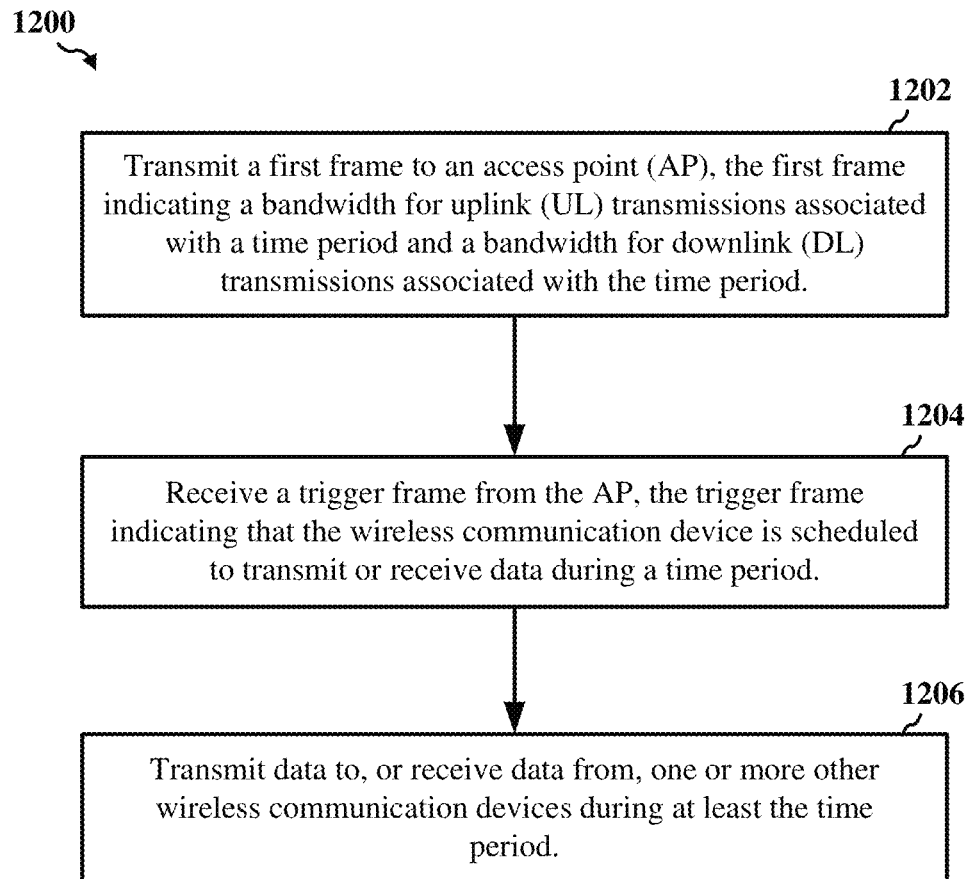 1200
1202
Transmit a first frame to an access point (AP), the first frame
indicating a bandwidth for uplink (UL) transmissions associated
with a time period and a bandwidth for downlink (DL)
transmissions associated with the time period.
1204
Receive a trigger frame from the AP, the trigger frame
indicating that the wireless communication device is scheduled
to transmit or receive data during a time period.
1206
Transmit data to, or receive data from, one or more other
wireless communication devices during at least the time
period.